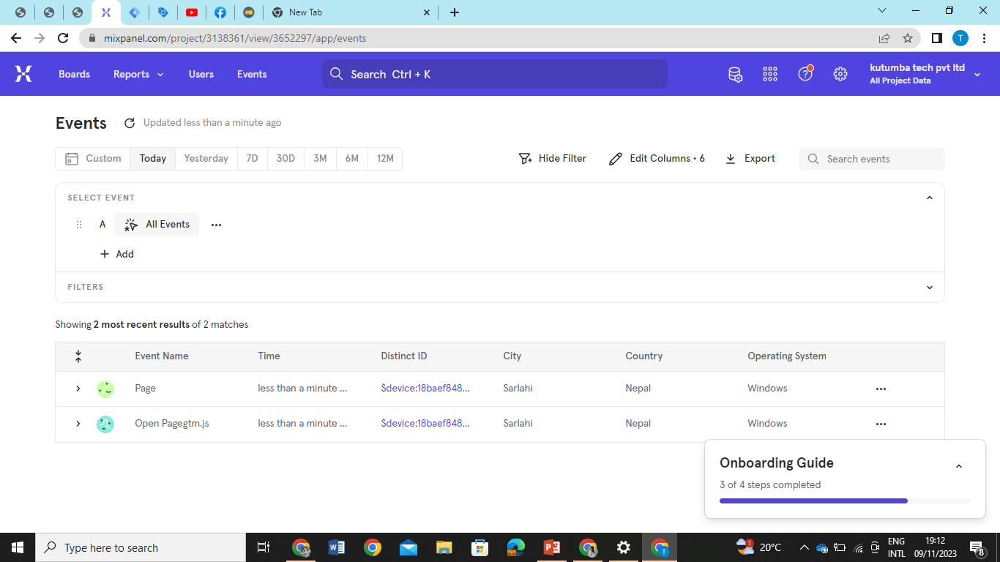 New Tab
mixpanel.com/project/3138361/view/3652297/app/events
T
Boards Reports Users Events
Search Ctrl + K
kutumba tech pvt ltd
All Project Data
Events Updated less than a minute ago
Custom Today Yesterday 7D 30D 3M 6M 12M
Hide Filter Edit Columns • 6 Export Search events
SELECT EVENT
A All Events
Add
FILTERS
Showing 2 most recent results of 2 matches
Event Name Time Distinct ID City Country Operating System
Page less than a minute ... $device:18baef848... Sarlahi Nepal Windows
Open Pagegtm.js less than a minute ... $device:18baef848... Sarlahi Nepal Windows
Onboarding Guide
3 of 4 steps completed
Type here to search
1
20°C
ENG
INTL
19:12
09/11/2023
8